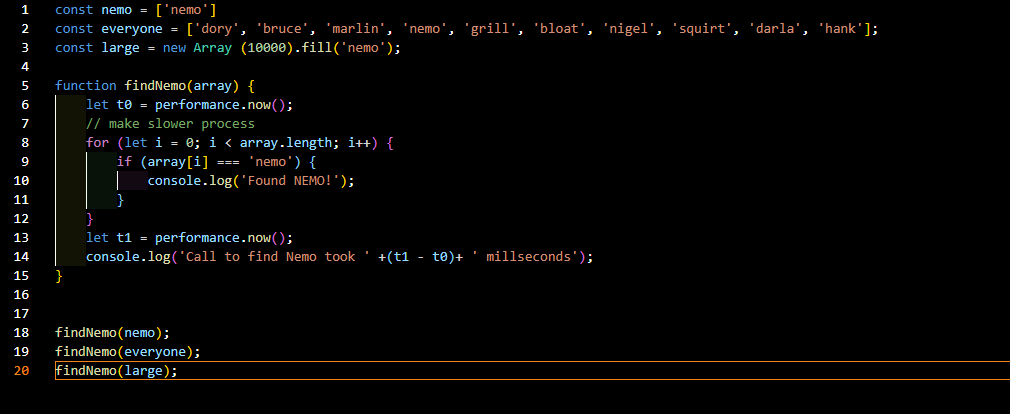 1 const nemo = ['nemo']
2 const everyone = ['dory', 'bruce', 'marlin', 'nemo', 'grill', 'bloat', 'nigel', 'squirt', 'darla', 'hank'];
3 const large = new Array (10000).fill('nemo');
4
5 function findNemo(array) {
6     let t0 = performance.now();
7     // make slower process
8     for (let i = 0; i < array.length; i++) {
9         if (array[i] === 'nemo') {
10             console.log('Found NEMO!');
11         }
12     }
13     let t1 = performance.now();
14     console.log('Call to find Nemo took ' +(t1 - t0)+ ' millseconds');
15 }
16
17
18 findNemo(nemo);
19 findNemo(everyone);
20 findNemo(large);